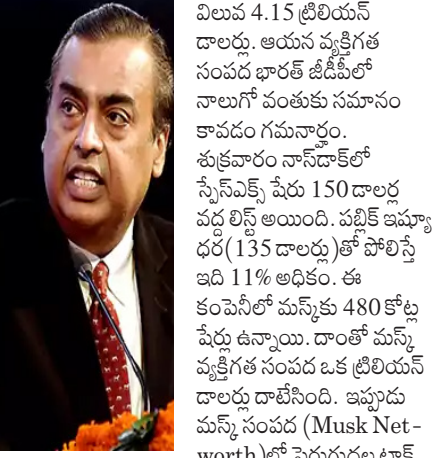 విలువ 4.15 ట్రిలియన్
డాలర్లు. ఆయన వ్యక్తిగత
సంపద భారత్ జీడీపీలో
నాలుగో వంతుకు సమానం
కావడం గమనార్హం.
శుక్రవారం నాస్‌డాక్‌లో
స్పేస్ఎక్స్ షేరు 150 డాలర్ల
వద్ద లిస్ట్ అయింది. పబ్లిక్ ఇష్యూ
ధర(135 డాలర్లు)తో పోలిస్తే
ఇది 11% అధికం. ఈ
కంపెనీలో మస్క్‌కు 480 కోట్ల
షేర్లు ఉన్నాయి. దాంతో మస్క్
వ్యక్తిగత సంపద ఒక ట్రిలియన్
డాలర్లు దాటేసింది. ఇప్పుడు
మస్క్ సంపద (Musk Net-
worth)లో పెరుగుదల